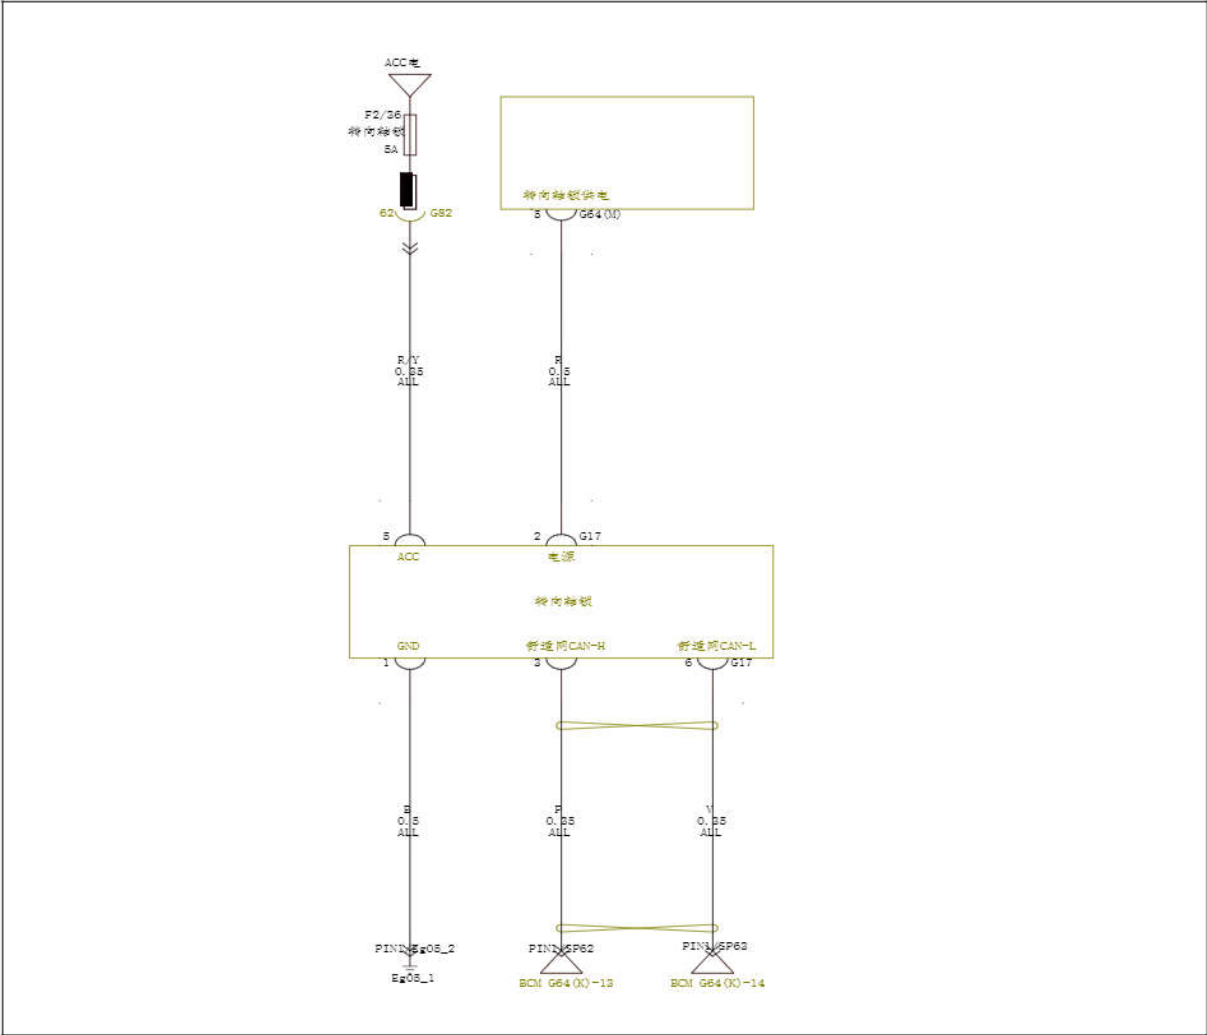 ACC电
F2/36
转向轴锁
5A
62 G82
转向轴锁供电
5 G64(M)
R/Y
0.35
ALL
R
0.5
ALL
5
2 G17
ACC
电源
转向轴锁
GND
舒适网CAN-H
舒适网CAN-L
1
3
6 G17
B
0.5
ALL
P
0.35
ALL
V
0.35
ALL
PIN1/Eg05_2
PIN1/SP62
PIN1/SP63
Eg05_1
BCM G64(K)-13
BCM G64(K)-14